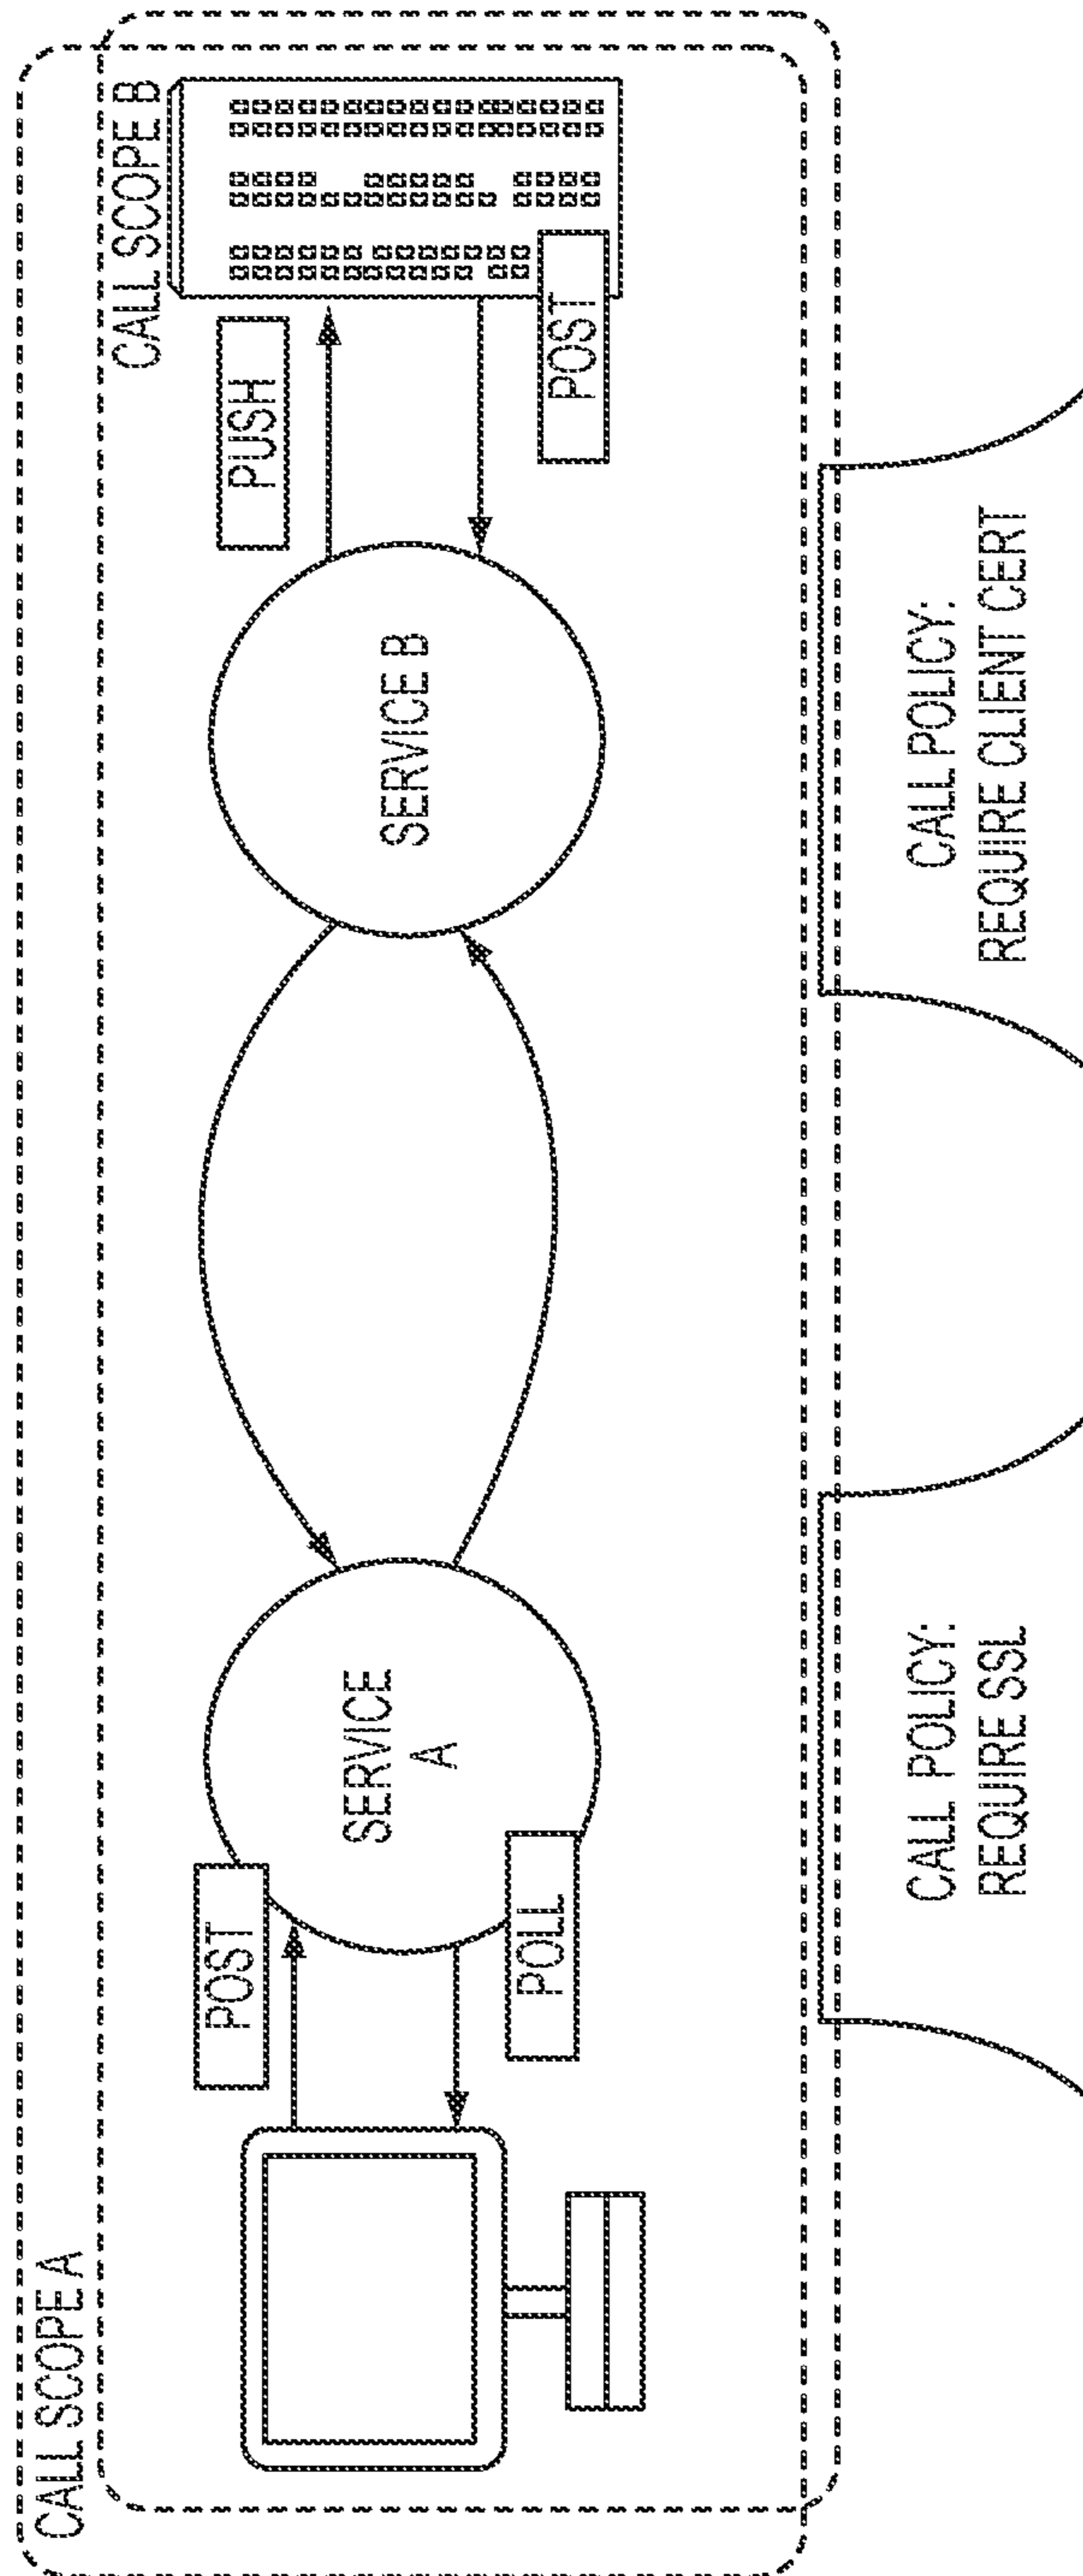 CALL SCOPE A
CALL SCOPE B
POST
PUSH
SERVICE
A
SERVICE B
POLL
POST
CALL POLICY:
REQUIRE SSL
CALL POLICY:
REQUIRE CLIENT CERT